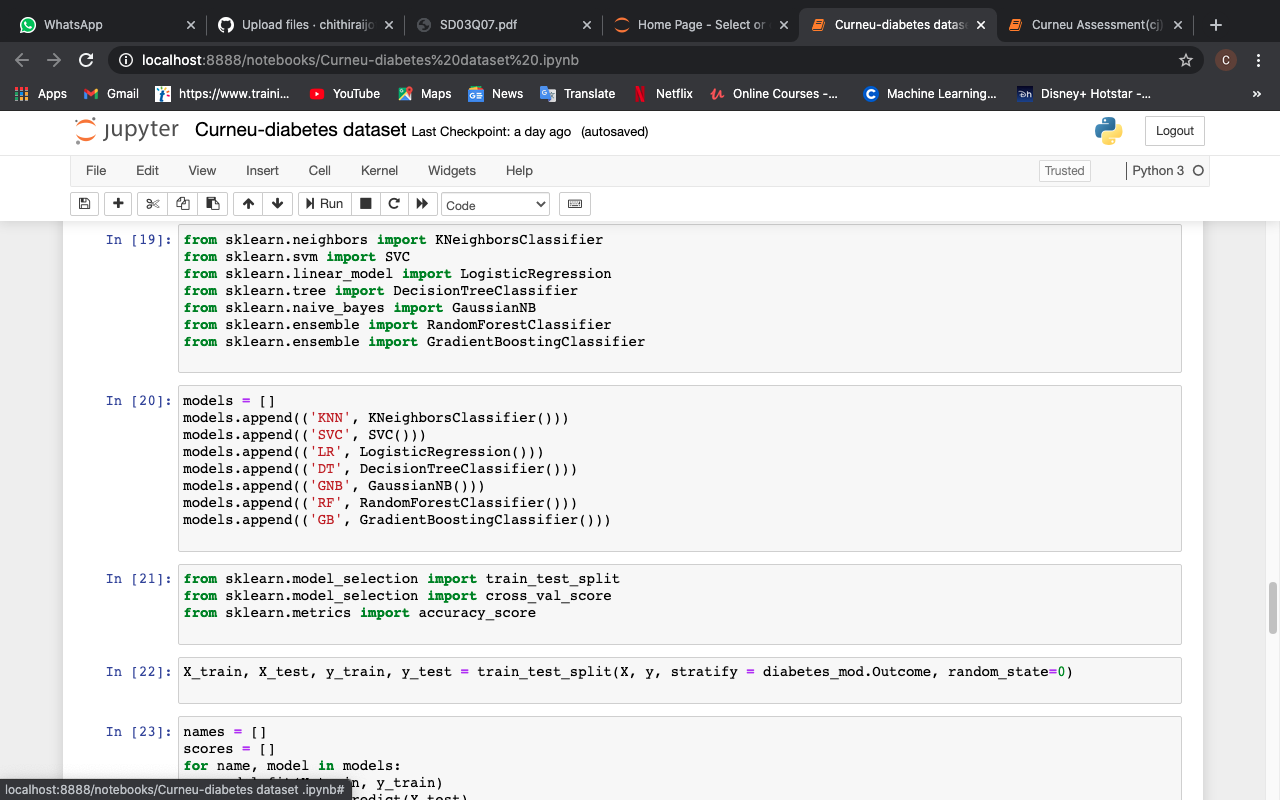 WhatsApp
Upload files · chithiraijo
SD03Q07.pdf
Home Page - Select or
Curneu-diabetes datase
Curneu Assessment(cj)
localhost:8888/notebooks/Curneu-diabetes%20dataset%20.ipynb
C
Apps
Gmail
https://www.traini...
YouTube
Maps
News
Translate
Netflix
Online Courses -...
Machine Learning...
Disney+ Hotstar -...
»
jupyter Curneu-diabetes dataset Last Checkpoint: a day ago (autosaved)
Logout
File Edit View Insert Cell Kernel Widgets Help
Trusted
Python 3
Run
Code
In [19]:
from sklearn.neighbors import KNeighborsClassifier
from sklearn.svm import SVC
from sklearn.linear_model import LogisticRegression
from sklearn.tree import DecisionTreeClassifier
from sklearn.naive_bayes import GaussianNB
from sklearn.ensemble import RandomForestClassifier
from sklearn.ensemble import GradientBoostingClassifier
In [20]:
models = []
models.append(('KNN', KNeighborsClassifier()))
models.append(('SVC', SVC()))
models.append(('LR', LogisticRegression()))
models.append(('DT', DecisionTreeClassifier()))
models.append(('GNB', GaussianNB()))
models.append(('RF', RandomForestClassifier()))
models.append(('GB', GradientBoostingClassifier()))
In [21]:
from sklearn.model_selection import train_test_split
from sklearn.model_selection import cross_val_score
from sklearn.metrics import accuracy_score
In [22]:
X_train, X_test, y_train, y_test = train_test_split(X, y, stratify = diabetes_mod.Outcome, random_state=0)
In [23]:
names = []
scores = []
for name, model in models:
y_train)
localhost:8888/notebooks/Curneu-diabetes dataset .ipynb#